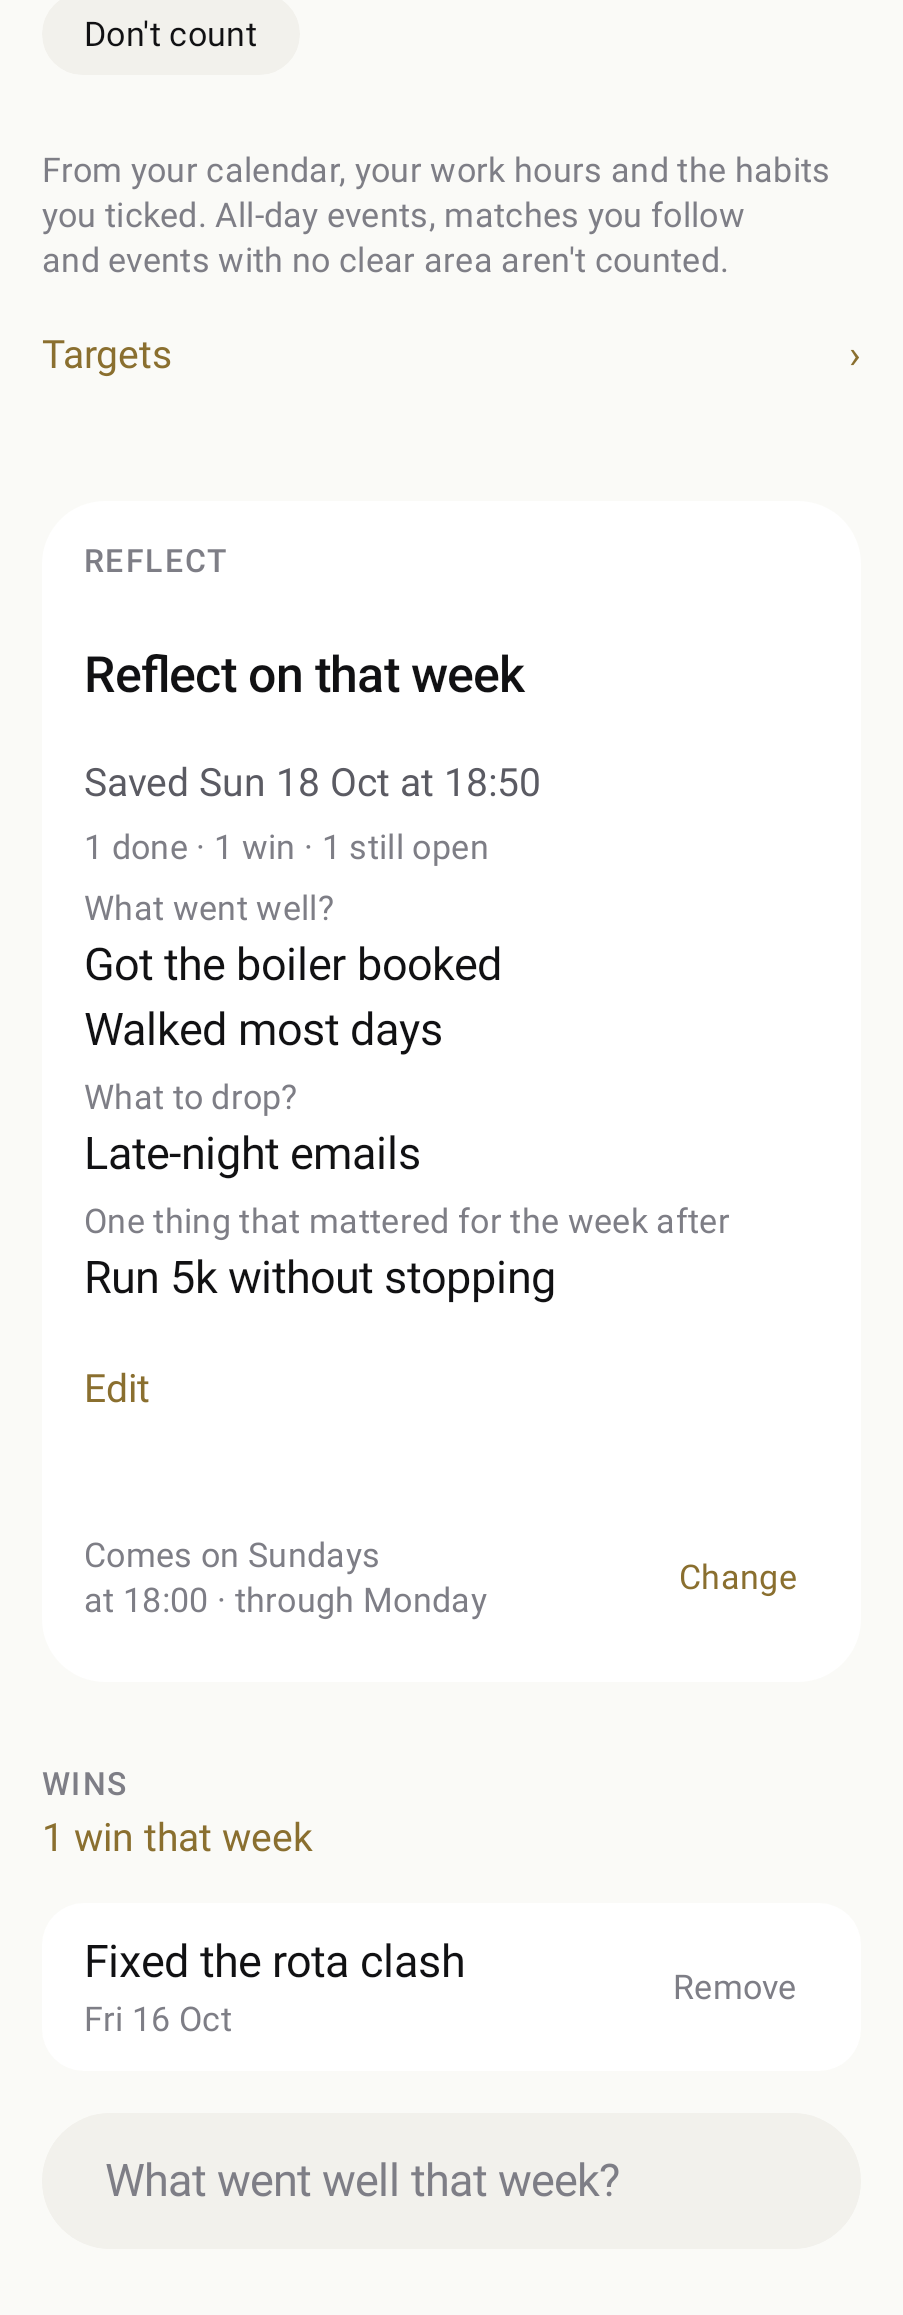 Don't count
From your calendar, your work hours and the habits
you ticked. All-day events, matches you follow
and events with no clear area aren't counted.
Targets ›
REFLECT
Reflect on that week
Saved Sun 18 Oct at 18:50
1 done · 1 win · 1 still open
What went well?
Got the boiler booked
Walked most days
What to drop?
Late-night emails
One thing that mattered for the week after
Run 5k without stopping
Edit
Comes on Sundays
at 18:00 · through Monday
Change
WINS
1 win that week
Fixed the rota clash
Fri 16 Oct
Remove
What went well that week?